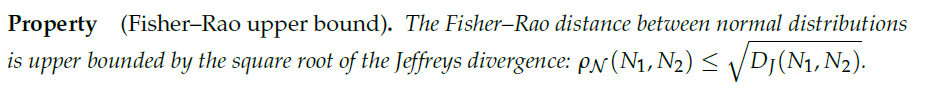 Property (Fisher–Rao upper bound). The Fisher–Rao distance between normal distributions
is upper bounded by the square root of the Jeffreys divergence: ρ𝒩(N₁, N₂) ≤ √D_J(N₁, N₂).